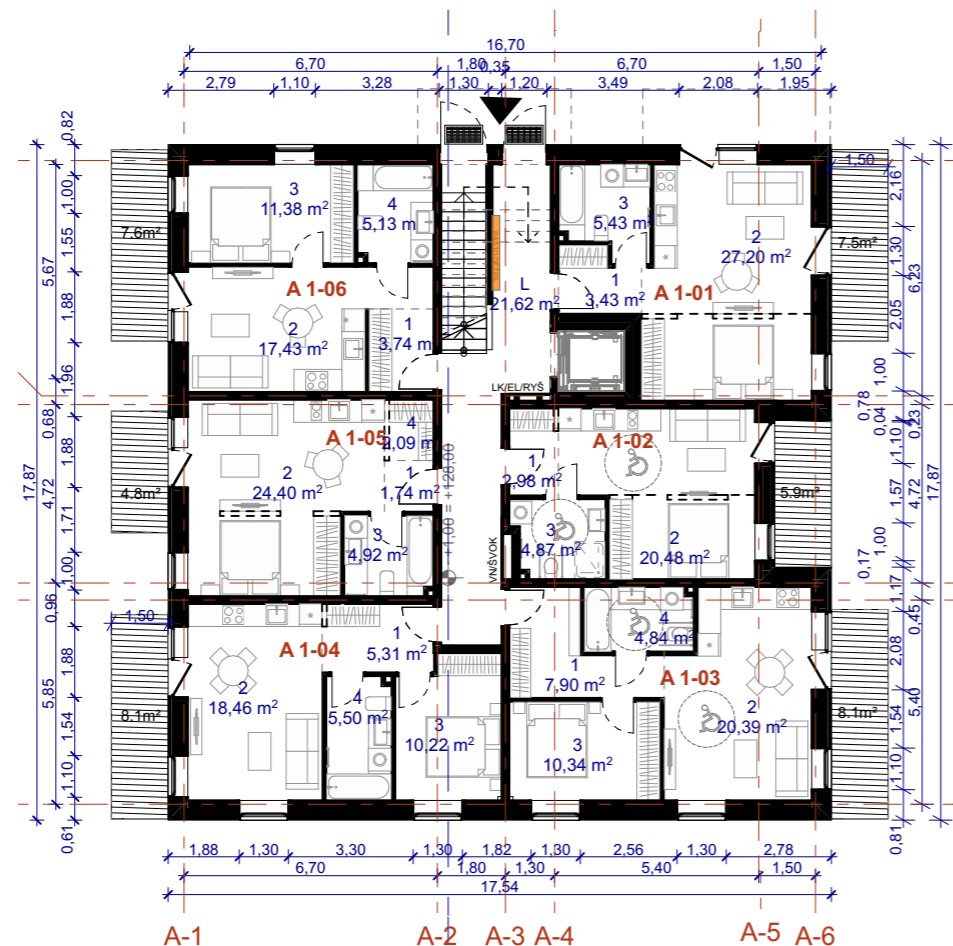 16,70
6,70 1,80 6,70 1,50
0,35
2,79 1,10 3,28 1,30 1,20 3,49 2,08 1,95
0,82
1,00
1,55
5,67
1,88
1,96
0,68
1,88
17,87
4,72
1,71
1,00
0,96
1,88
5,85
1,54
1,10
0,61
7.6m²
4.8m²
1,50
8.1m²
3
11,38 m²
4
5,13 m
A 1-06
2
17,43 m²
1
3,74 m²
L
21,62 m²
8
3
5,43 m²
1
3,43 m²
2
27,20 m²
A 1-01
LK/EL/RYŠ
A 1-05
4
2,09 m²
2
24,40 m²
1
1,74 m²
3
4,92 m²
-+1,00 = +128,00
VN/ŠVOK
A 1-02
1
2,98 m²
3
4,87 m²
2
20,48 m²
A 1-04
1
5,31 m²
2
18,46 m²
4
5,50 m²
3
10,22 m²
4
4,84 m²
1
7,90 m²
A 1-03
3
10,34 m²
2
20,39 m²
1,50
7.5m²
5.9m²
8.1m²
2,16
1,30
6,23
2,05
1,00
0,78
0,04
0,23
1,10
1,57
4,72
17,87
1,00
0,17
1,17
0,45
2,08
5,40
1,54
1,10
0,81
1,88 1,30 3,30 1,30 1,82 1,30 2,56 1,30 2,78
6,70 1,80 1,30 5,40 1,50
17,54
A-1 A-2 A-3 A-4 A-5 A-6